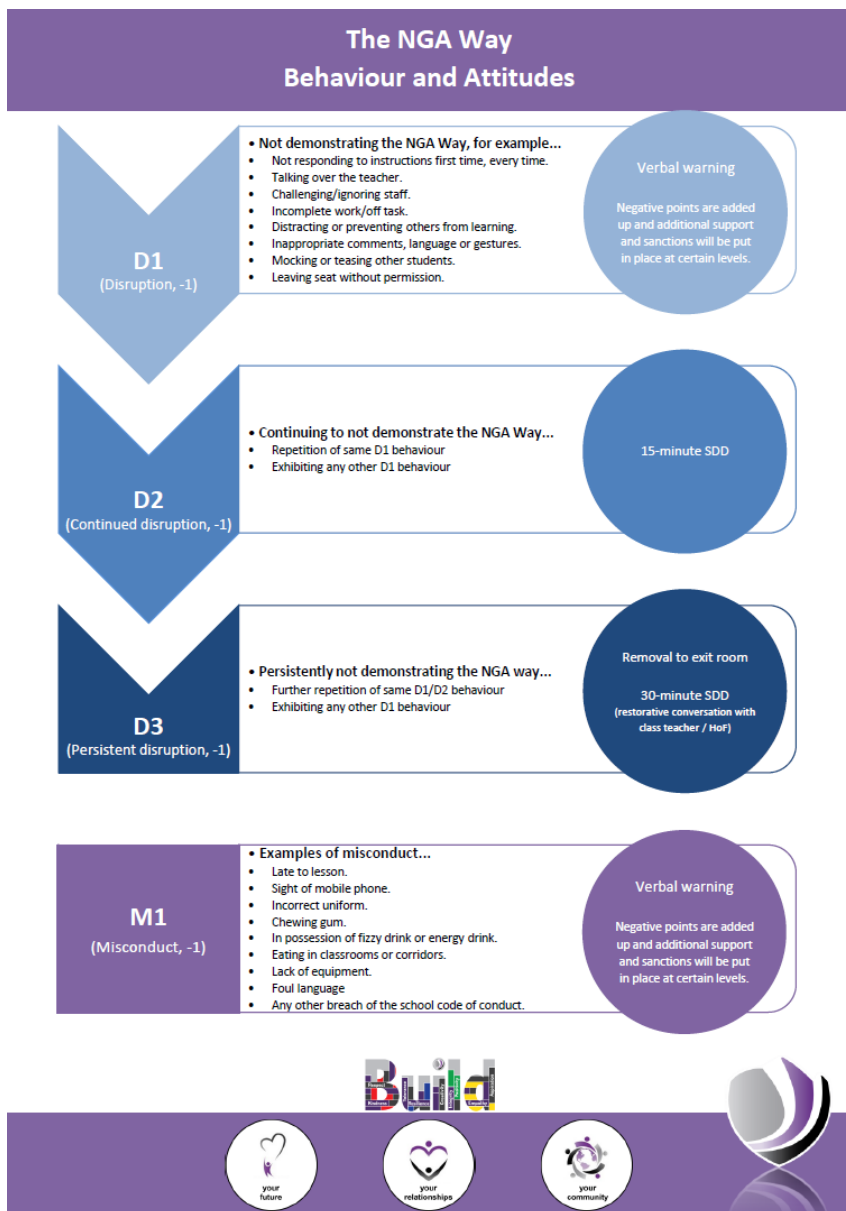 The NGA Way
Behaviour and Attitudes
D1
(Disruption, -1)
• Not demonstrating the NGA Way, for example...
• Not responding to instructions first time, every time.
• Talking over the teacher.
• Challenging/ignoring staff.
• Incomplete work/off task.
• Distracting or preventing others from learning.
• Inappropriate comments, language or gestures.
• Mocking or teasing other students.
• Leaving seat without permission.
Verbal warning
Negative points are added
up and additional support
and sanctions will be put
in place at certain levels.
D2
(Continued disruption, -1)
• Continuing to not demonstrate the NGA Way...
• Repetition of same D1 behaviour
• Exhibiting any other D1 behaviour
15-minute SDD
D3
(Persistent disruption, -1)
• Persistently not demonstrating the NGA way...
• Further repetition of same D1/D2 behaviour
• Exhibiting any other D1 behaviour
Removal to exit room
30-minute SDD
(restorative conversation with
class teacher / HoF)
M1
(Misconduct, -1)
• Examples of misconduct...
• Late to lesson.
• Sight of mobile phone.
• Incorrect uniform.
• Chewing gum.
• In possession of fizzy drink or energy drink.
• Eating in classrooms or corridors.
• Lack of equipment.
• Foul language
• Any other breach of the school code of conduct.
Verbal warning
Negative points are added
up and additional support
and sanctions will be put
in place at certain levels.
Build
your
future
your
relationships
your
community